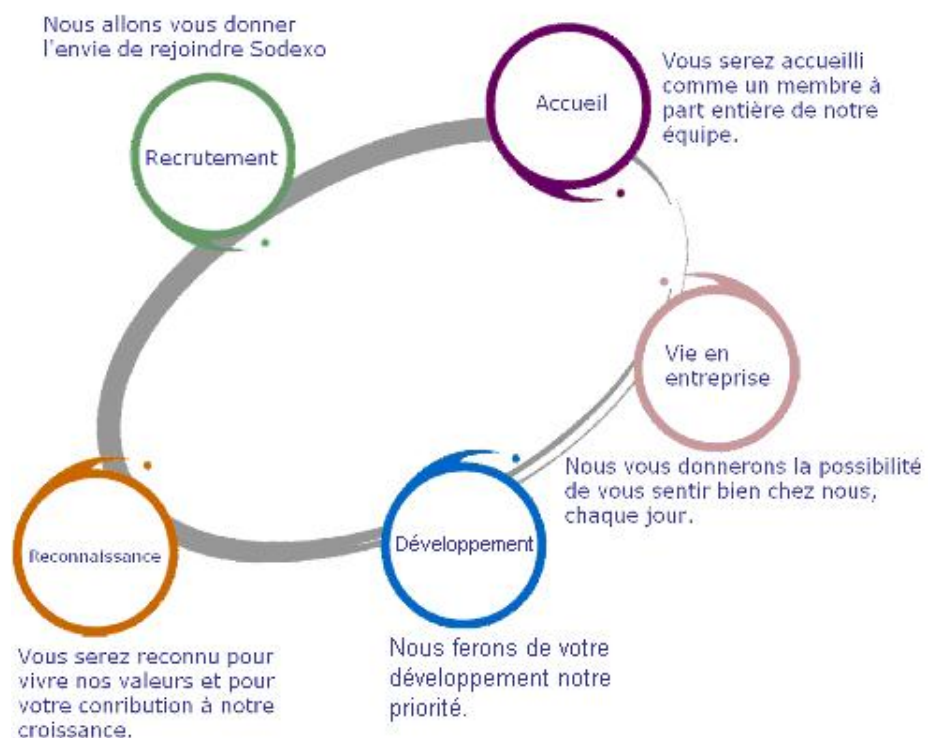 Nous allons vous donner
l'envie de rejoindre Sodexo
Recrutement
Accueil
Vous serez accueilli
comme un membre à
part entière de notre
équipe.
Vie en
entreprise
Nous vous donnerons la possibilité
de vous sentir bien chez nous,
chaque jour.
Développement
Nous ferons de votre
développement notre
priorité.
Reconnaissance
Vous serez reconnu pour
vivre nos valeurs et pour
votre conribution à notre
croissance.